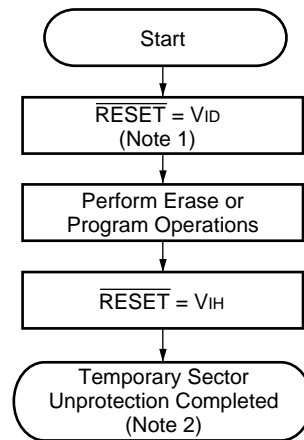 Start
RESET = VID
(Note 1)
Perform Erase or
Program Operations
RESET = VIH
Temporary Sector
Unprotection Completed
(Note 2)